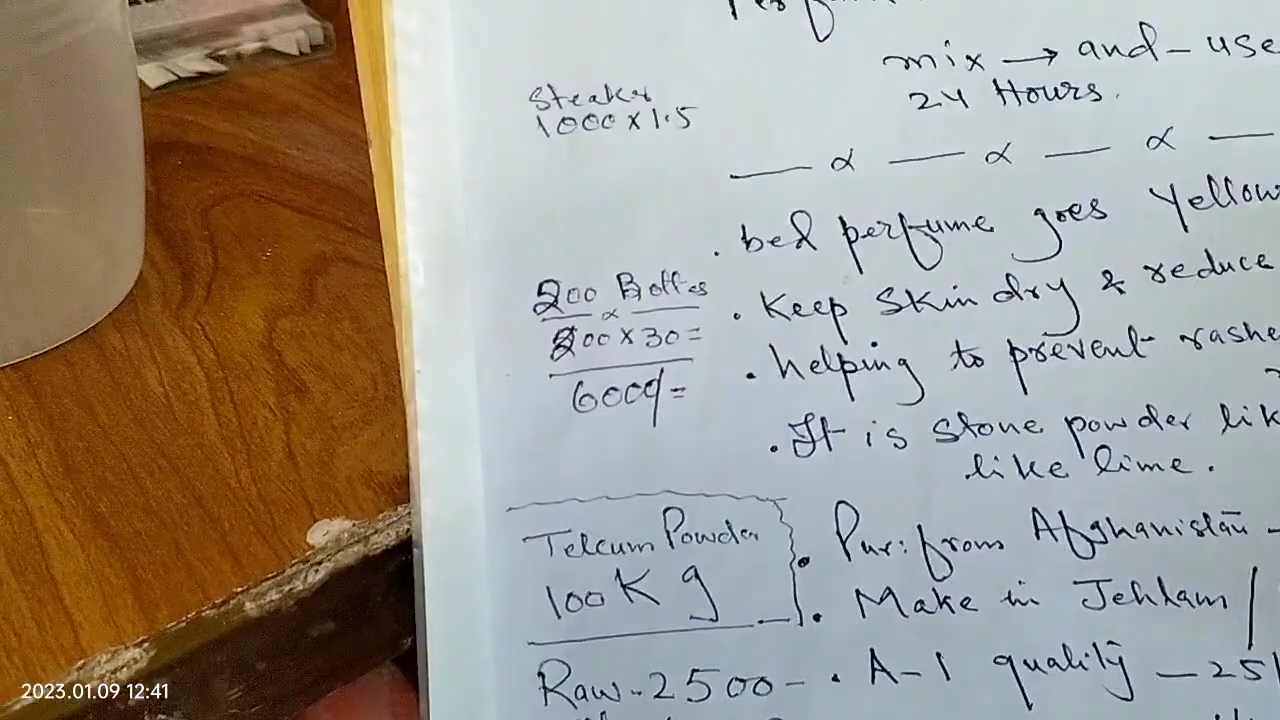 Perfum
mix → and - use
24 Hours.
Steaker
1000 x 1.5
— ∝ — ∝ — ∝ —
. bed perfume goes Yellow
200 Bottes
200 x 30 =
6000/=
. Keep Skin dry & reduce
. helping to prevent rashe
. It is stone powder lik
like lime.
Telcum Powder
100 Kg
. Pur: from Afghanistan -
. Make in Jehlam /
Raw - 2500 - . A-1 quality - 25
2023.01.09 12:41